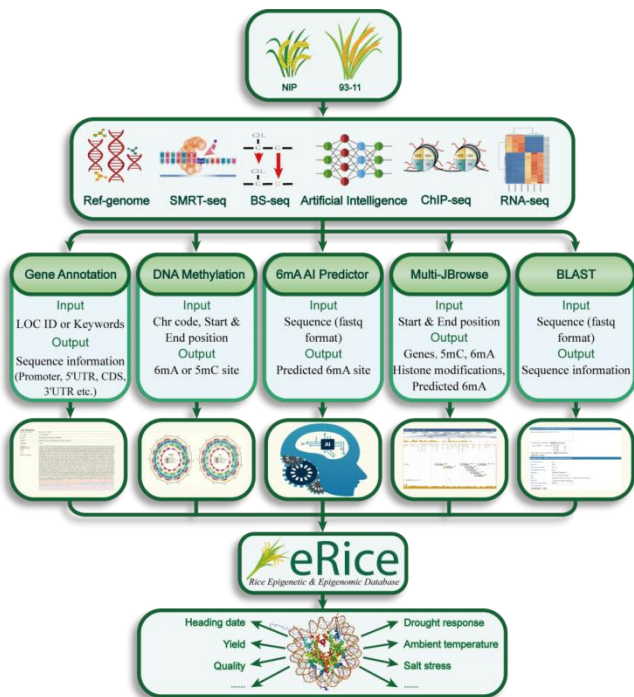 NIP
93-11
CH₃
C
C
CH₃
C
Ref-genome
SMRT-seq
BS-seq
Artificial Intelligence
ChIP-seq
RNA-seq
Gene Annotation
Input
LOC ID or Keywords
Output
Sequence information
(Promoter, 5'UTR, CDS,
3'UTR etc.)
DNA Methylation
Input
Chr code, Start &
End position
Output
6mA or 5mC site
6mA AI Predictor
Input
Sequence (fastq
format)
Output
Predicted 6mA site
Multi-JBrowse
Input
Start & End position
Output
Genes, 5mC, 6mA
Histone modifications,
Predicted 6mA
BLAST
Input
Sequence (fastq
format)
Output
Sequence information
AI
eRice
Rice Epigenetic & Epigenomic Database
Heading date
Yield
Quality
......
Drought response
Ambient temperature
Salt stress
......